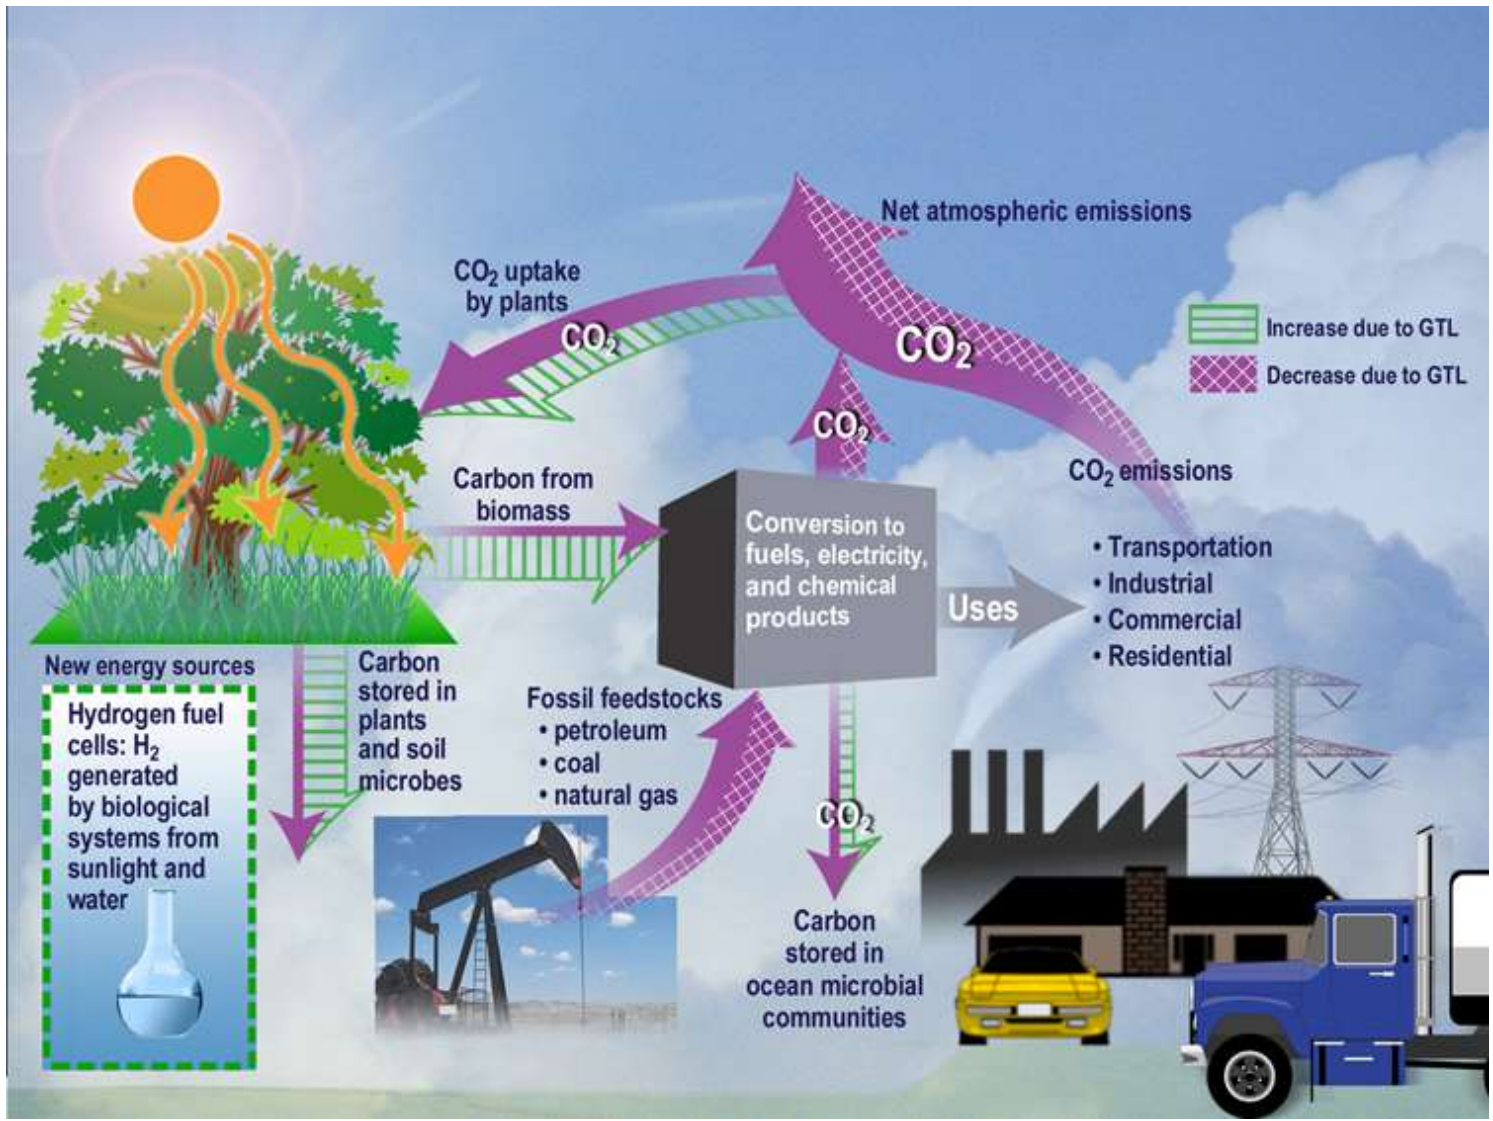 Net atmospheric emissions
CO2 uptake
by plants
CO2
CO2
Increase due to GTL
Decrease due to GTL
CO2
CO2 emissions
Carbon from
biomass
Conversion to
fuels, electricity,
and chemical
products
Uses
• Transportation
• Industrial
• Commercial
• Residential
New energy sources
Hydrogen fuel
cells: H2
generated
by biological
systems from
sunlight and
water
Carbon
stored in
plants
and soil
microbes
Fossil feedstocks
• petroleum
• coal
• natural gas
CO2
Carbon
stored in
ocean microbial
communities